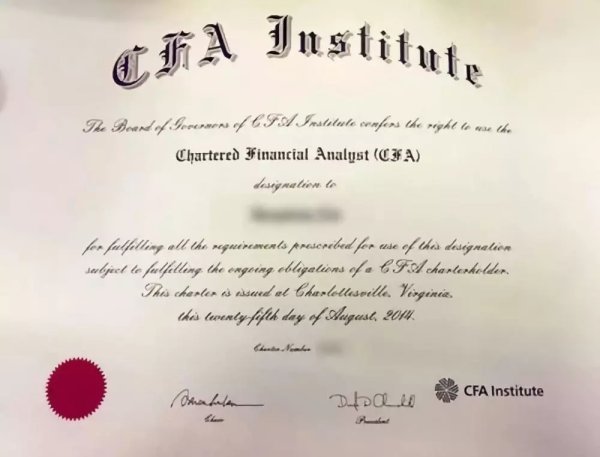 CFA Institute
The Board of Governors of CFA Institute confers the right to use the
Chartered Financial Analyst (CFA)
designation to
for fulfilling all the requirements prescribed for use of this designation
subject to fulfilling the ongoing obligations of a CFA charterholder.
This charter is issued at Charlottesville, Virginia,
this twenty-fifth day of August, 2014.
Charter Number
Chair
President
CFA Institute